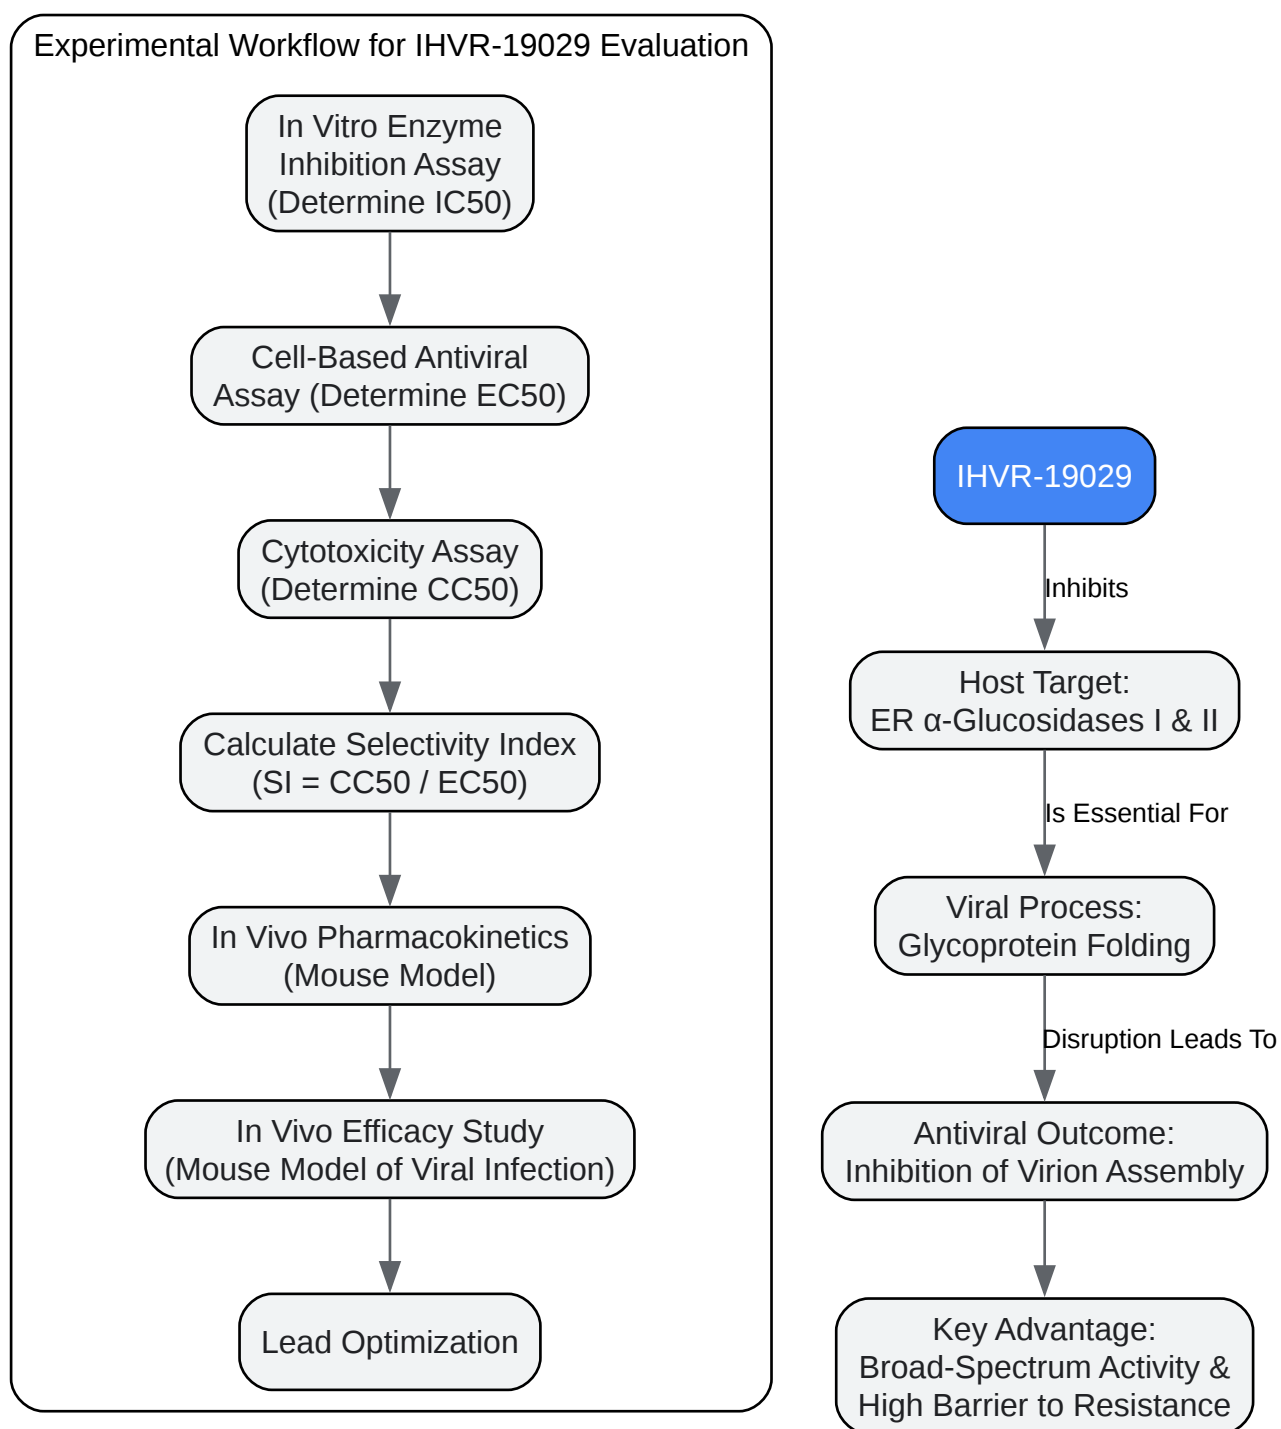 Experimental Workflow for IHVR-19029 Evaluation
In Vitro Enzyme
Inhibition Assay
(Determine IC50)
Cell-Based Antiviral
Assay (Determine EC50)
Cytotoxicity Assay
(Determine CC50)
Calculate Selectivity Index
(SI = CC50 / EC50)
In Vivo Pharmacokinetics
(Mouse Model)
In Vivo Efficacy Study
(Mouse Model of Viral Infection)
Lead Optimization
IHVR-19029
Inhibits
Host Target:
ER α-Glucosidases I & II
Is Essential For
Viral Process:
Glycoprotein Folding
Disruption Leads To
Antiviral Outcome:
Inhibition of Virion Assembly
Key Advantage:
Broad-Spectrum Activity &
High Barrier to Resistance